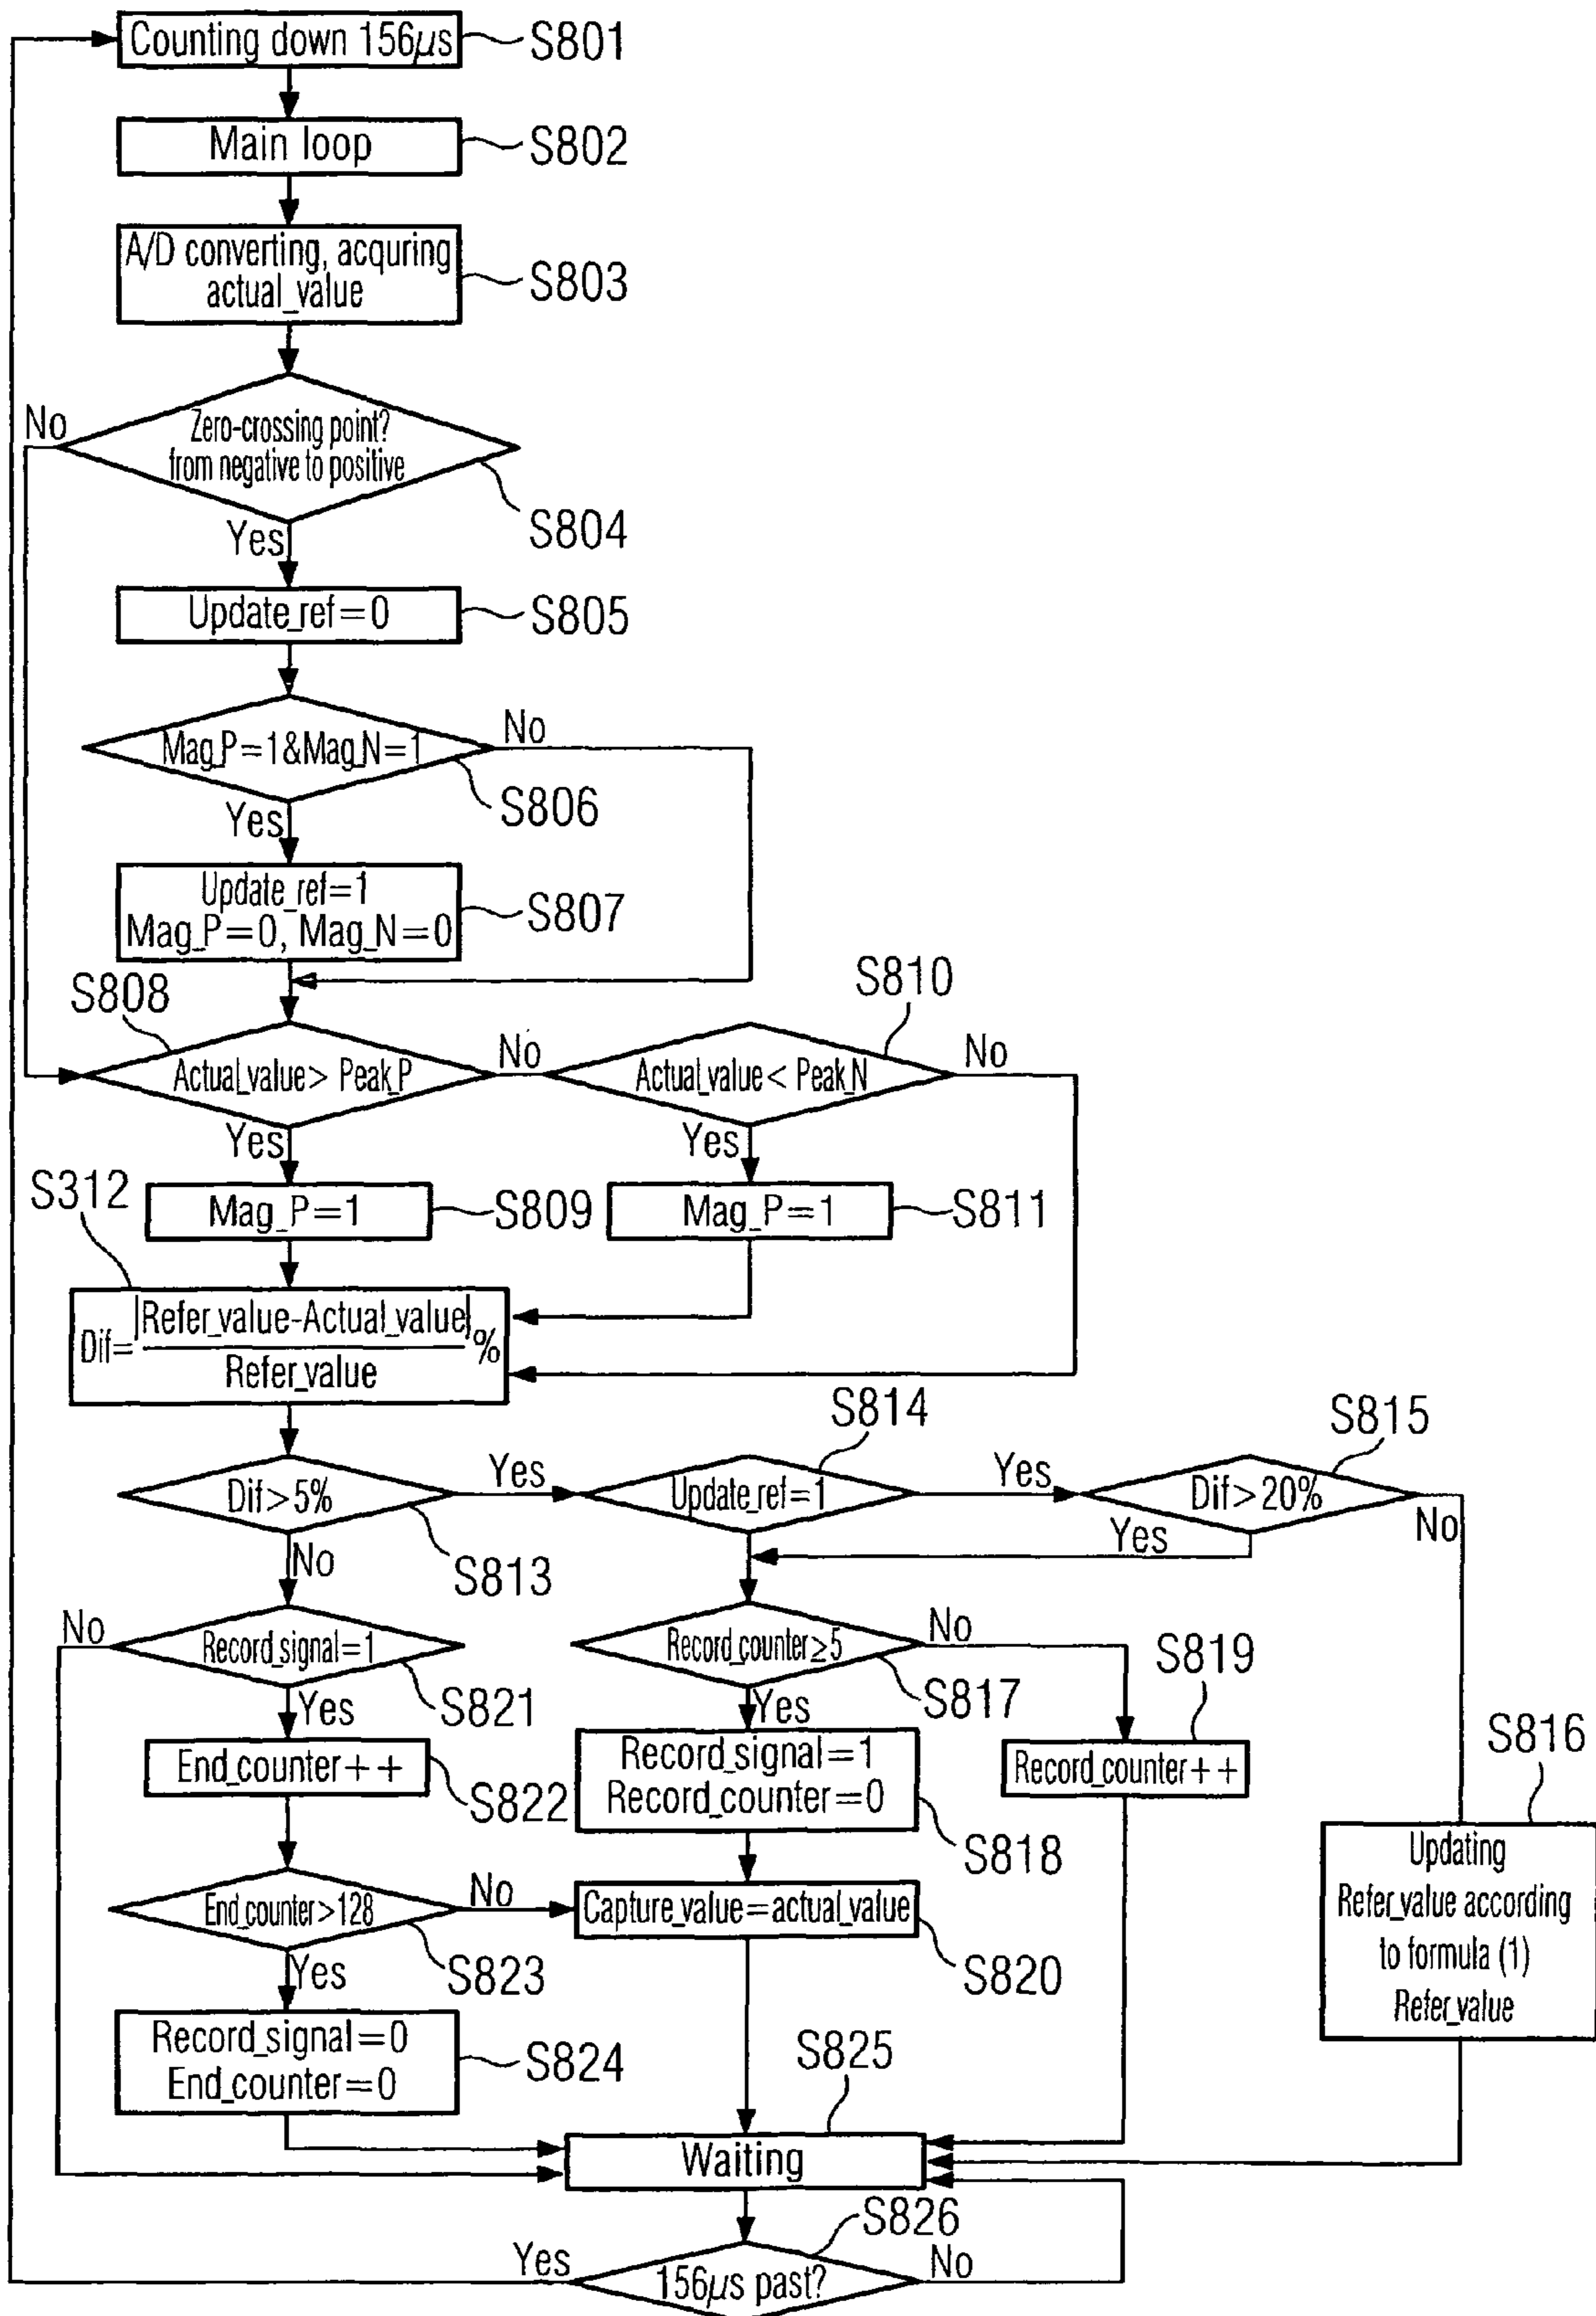 Counting down 156µs
S801
Main loop
S802
A/D converting, acquring
actual_value
S803
No
Zero-crossing point?
from negative to positive
S804
Yes
Update_ref=0
S805
Mag_P=1&Mag_N=1
No
S806
Yes
Update_ref=1
Mag_P=0, Mag_N=0
S807
S808
S810
Actual_value> Peak_P
No
Actual_value< Peak_N
No
Yes
Yes
S312
Mag_P=1
S809
Mag_P=1
S811
Dif=|Refer_value-Actual_value|
Refer_value
%
S814
S815
Dif>5%
Yes
Update_ref=1
Yes
Dif>20%
No
Yes
No
S813
No
Record_signal=1
S821
Record_counter≥5
No
S817
S819
Yes
Yes
End_counter++
S822
Record_signal=1
Record_counter=0
S818
Record_counter++
S816
Updating
Refer_value according
to formula (1)
Refer_value
End_counter>128
No
S823
Capture_value=actual_value
S820
Yes
Record_signal=0
End_counter=0
S824
S825
Waiting
S826
Yes
156µs past?
No